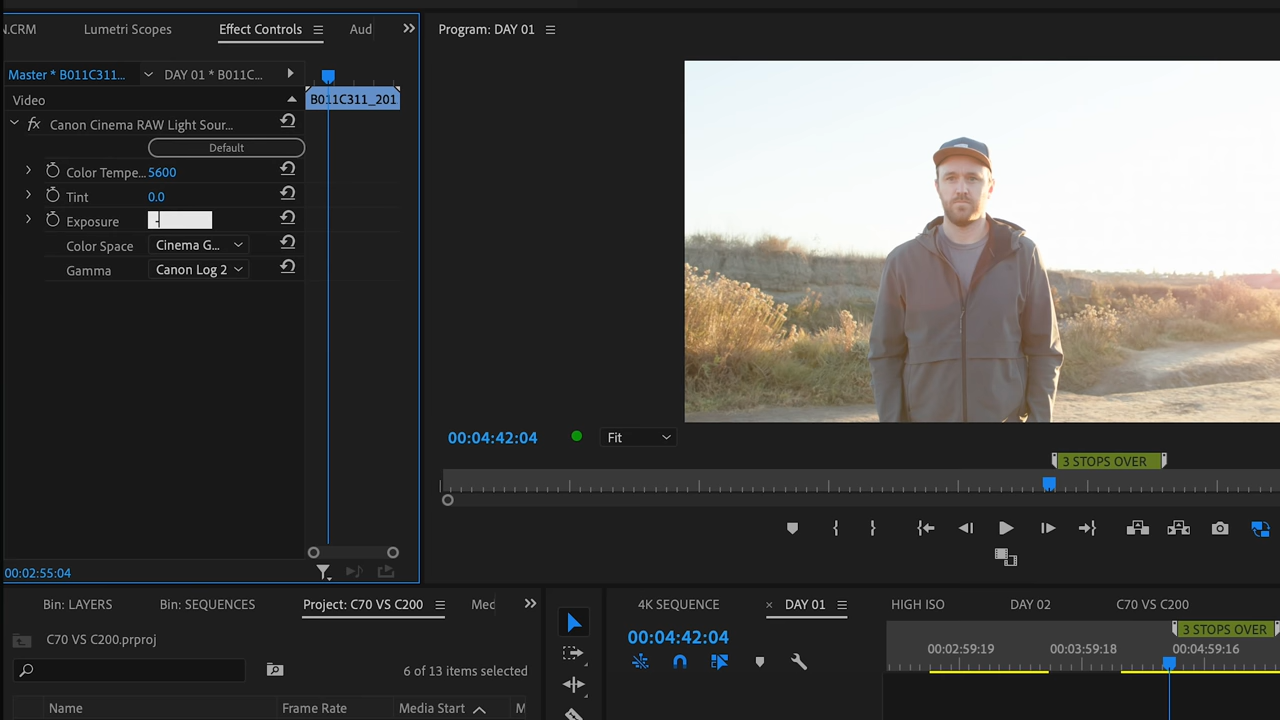 N.CRM
Lumetri Scopes
Effect Controls
Aud
Program: DAY 01
Master * B011C311...
DAY 01 * B011C...
Video
B011C311_201
fx
Canon Cinema RAW Light Sour...
Default
Color Tempe... 5600
Tint 0.0
Exposure -
Color Space Cinema G...
Gamma Canon Log 2
00:04:42:04
Fit
3 STOPS OVER
00:02:55:04
Bin: LAYERS
Bin: SEQUENCES
Project: C70 VS C200
Med
C70 VS C200.prproj
6 of 13 items selected
Name
Frame Rate
Media Start
M
4K SEQUENCE
× DAY 01
HIGH ISO
DAY 02
C70 VS C200
00:04:42:04
3 STOPS OVER
00:02:59:19
00:03:59:18
00:04:59:16